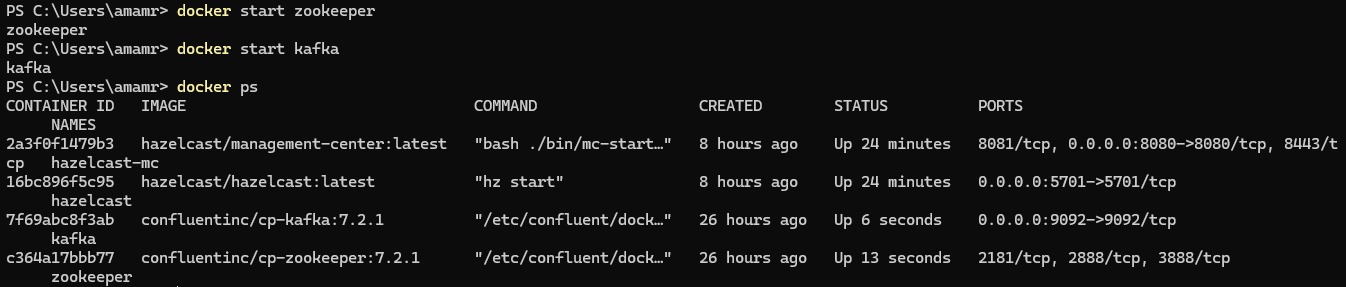 PS C:\Users\amamr> docker start zookeeper
zookeeper
PS C:\Users\amamr> docker start kafka
kafka
PS C:\Users\amamr> docker ps
CONTAINER ID   IMAGE                                COMMAND                  CREATED        STATUS          PORTS
     NAMES
2a3f0f1479b3   hazelcast/management-center:latest   "bash ./bin/mc-start…"   8 hours ago    Up 24 minutes   8081/tcp, 0.0.0.0:8080->8080/tcp, 8443/t
cp   hazelcast-mc
16bc896f5c95   hazelcast/hazelcast:latest           "hz start"               8 hours ago    Up 24 minutes   0.0.0.0:5701->5701/tcp
     hazelcast
7f69abc8f3ab   confluentinc/cp-kafka:7.2.1          "/etc/confluent/dock…"   26 hours ago   Up 6 seconds    0.0.0.0:9092->9092/tcp
     kafka
c364a17bbb77   confluentinc/cp-zookeeper:7.2.1      "/etc/confluent/dock…"   26 hours ago   Up 13 seconds   2181/tcp, 2888/tcp, 3888/tcp
     zookeeper